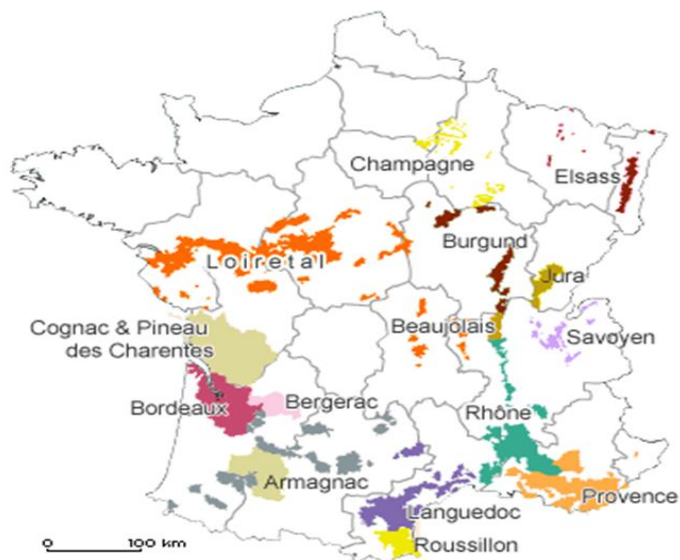 Champagne
Elsass
Burgund
Loiretal
Jura
Cognac & Pineau
des Charentes
Beaujolais
Savoyen
Bordeaux
Bergerac
Rhône
Armagnac
Provence
Languedoc
Roussillon
0 100 km